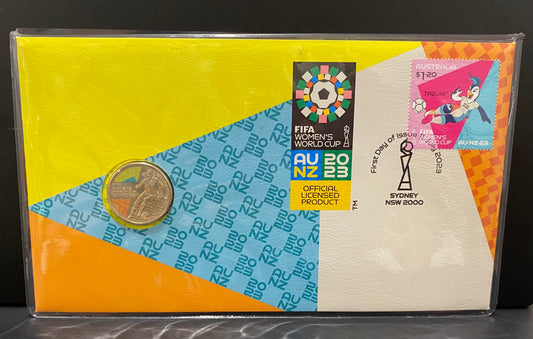 FIFA
WOMEN'S
WORLD CUP
AU 20
NZ 23
OFFICIAL
LICENSED
PRODUCT
TM
AUSTRALIA
$1.20
TAZUNI
FIFA
WOMEN'S
WORLD CUP
AU·NZ·23
First Day of Issue
2023
SYDNEY
NSW 2000